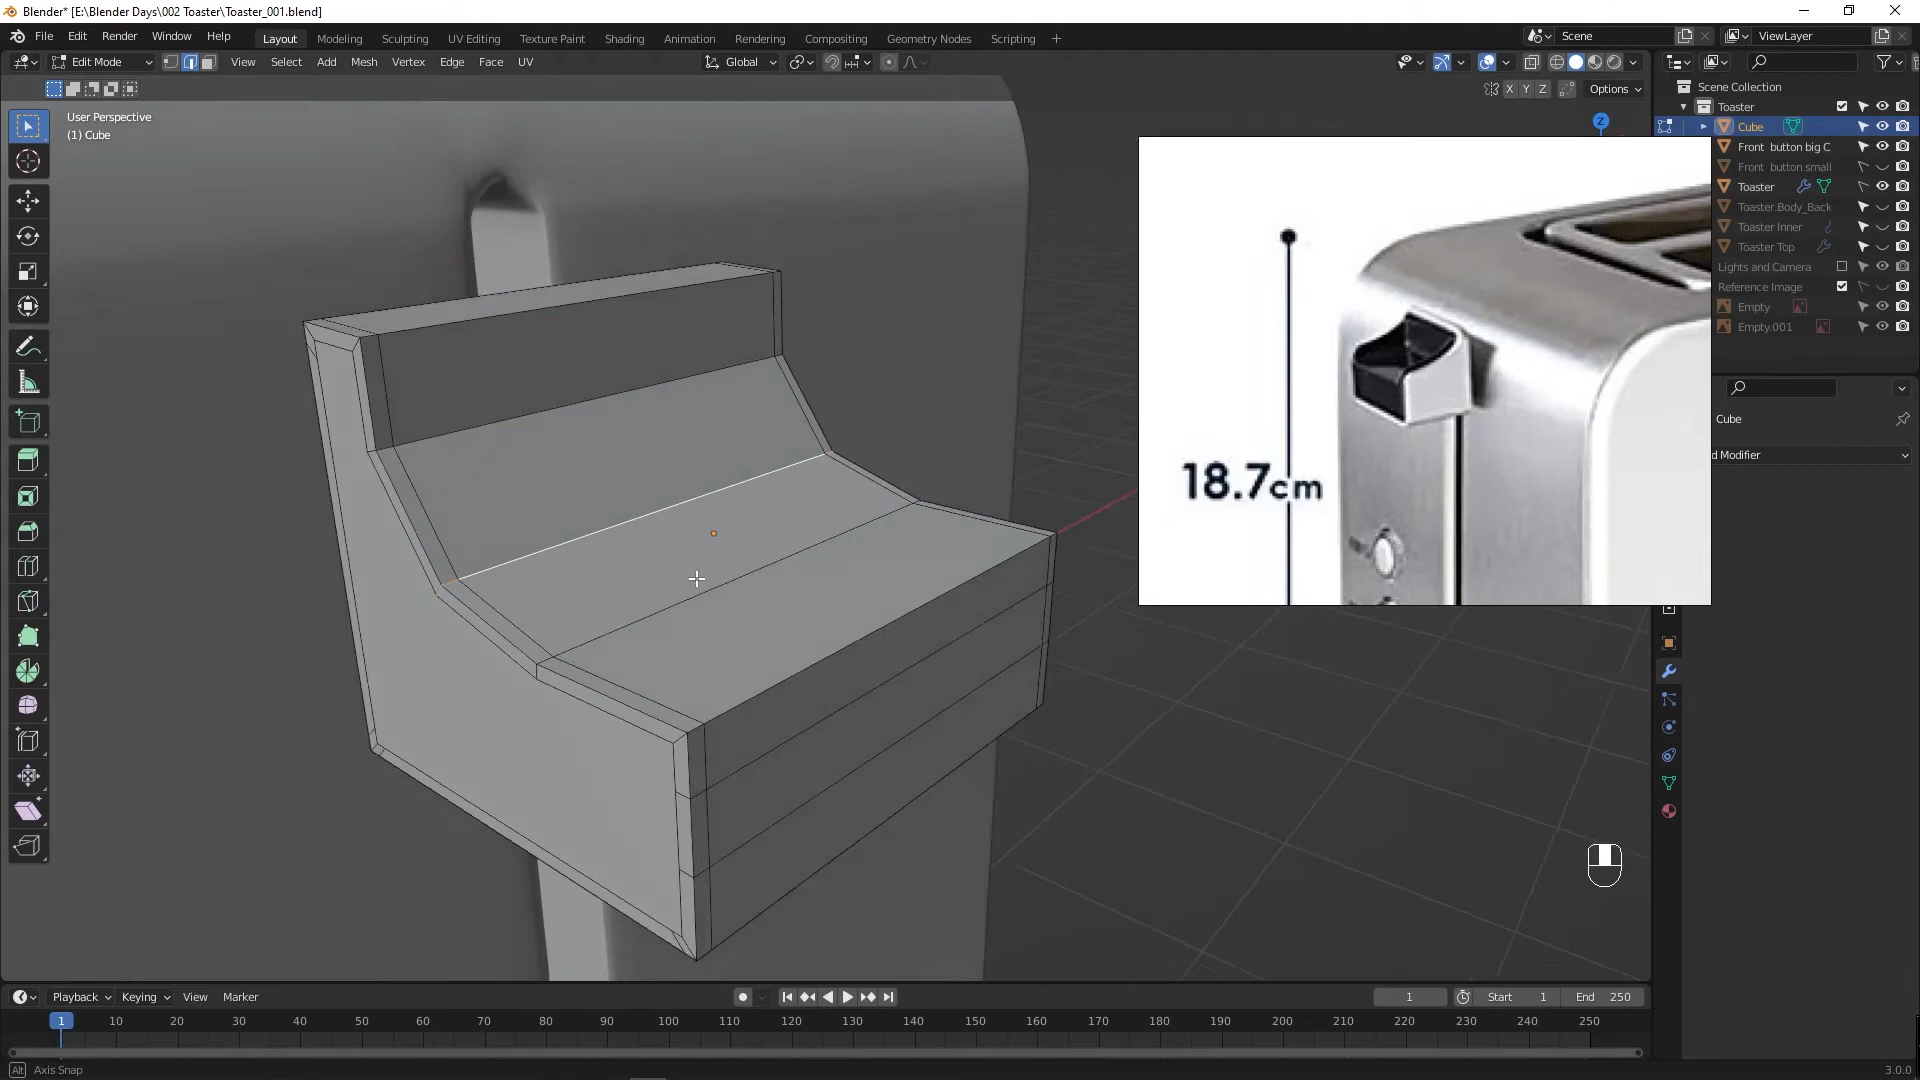 Blender* [E:\Blender Days\002 Toaster\Toaster_001.blend]
File Edit Render Window Help Layout Modeling Sculpting UV Editing Texture Paint Shading Animation Rendering Compositing Geometry Nodes Scripting + Scene ViewLayer
Edit Mode View Select Add Mesh Vertex Edge Face UV Global
X Y Z Options
User Perspective
(1) Cube
Z
Scene Collection
Toaster
Cube
Front button big C
Front button small
Toaster
Toaster.Body_Back
Toaster Inner
Toaster Top
Lights and Camera
Reference Image
Empty
Empty.001
Cube
d Modifier
18.7cm
Playback Keying View Marker 1 Start 1 End 250
1 10 20 30 40 50 60 70 80 90 100 110 120 130 140 150 160 170 180 190 200 210 220 230 240 250
Alt Axis Snap 3.0.0